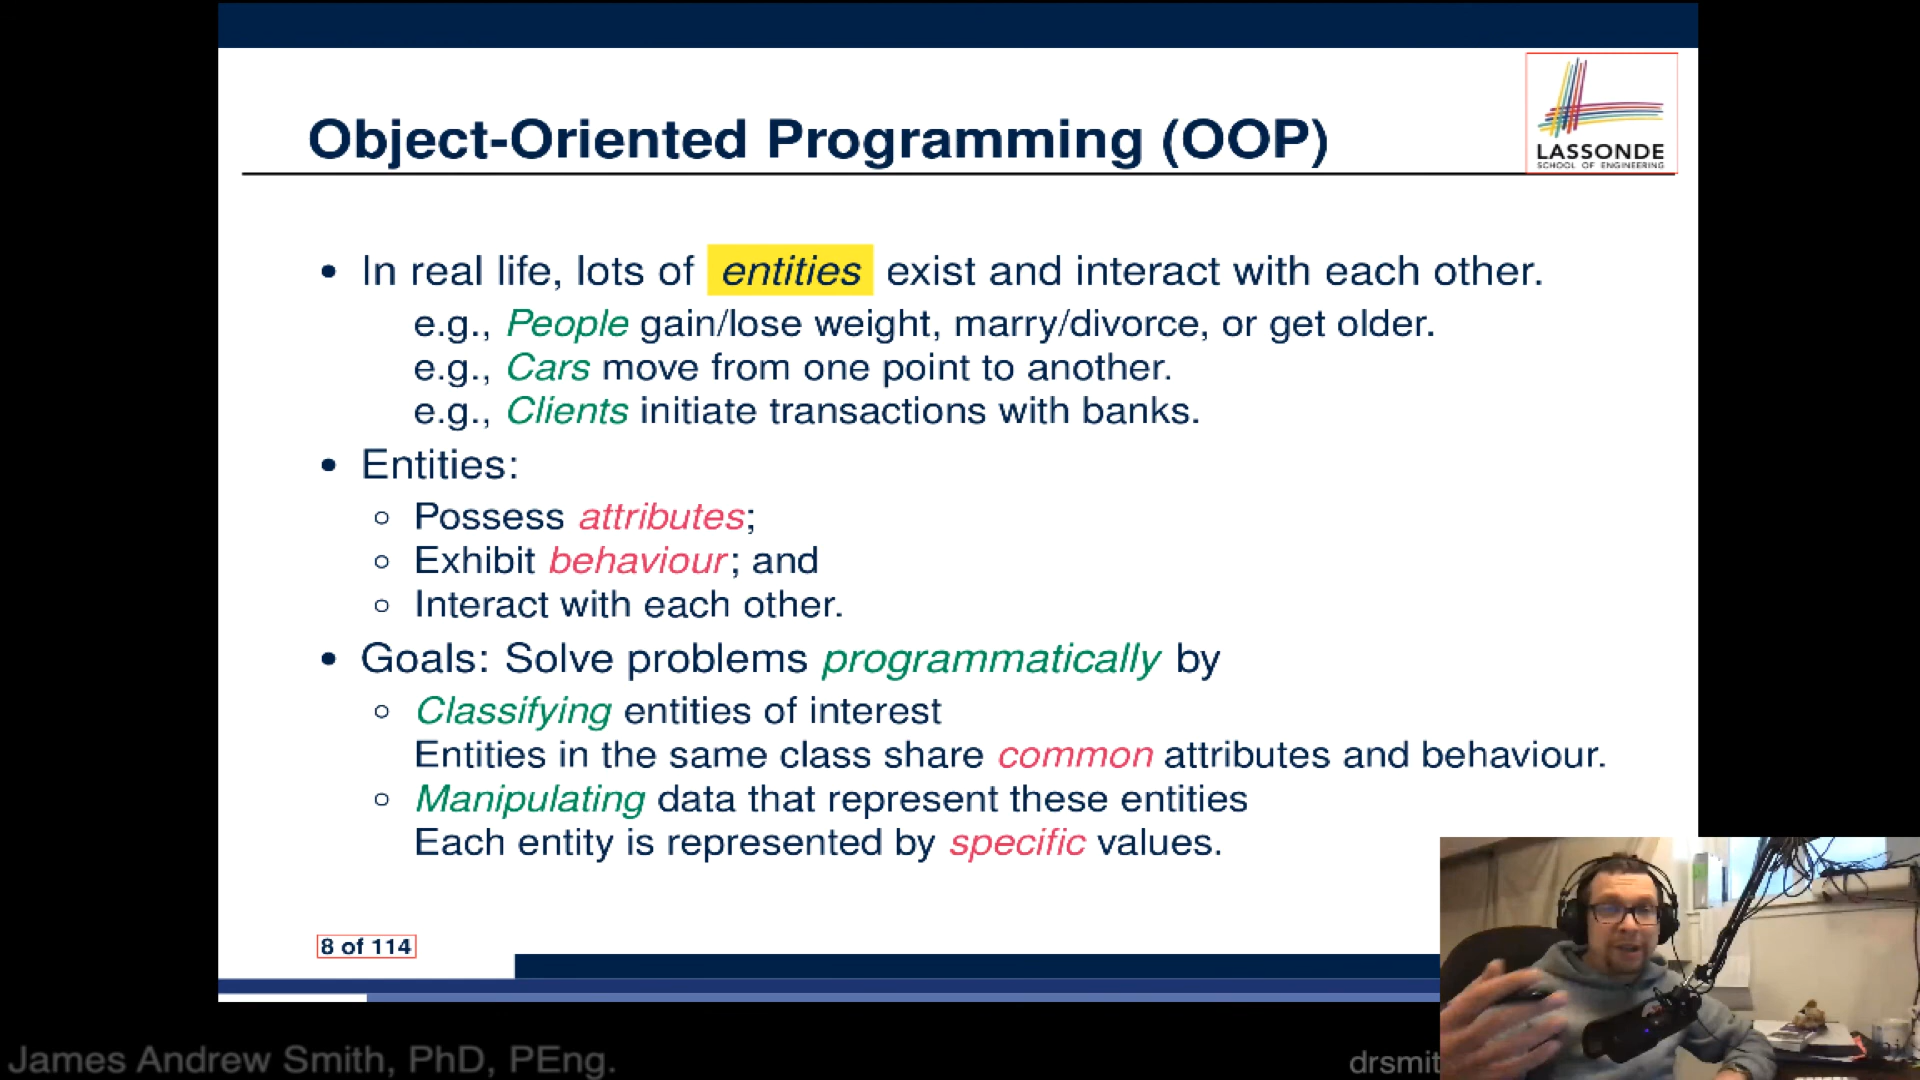 Object-Oriented Programming (OOP)
LASSONDE
SCHOOL OF ENGINEERING
• In real life, lots of entities exist and interact with each other.
e.g., People gain/lose weight, marry/divorce, or get older.
e.g., Cars move from one point to another.
e.g., Clients initiate transactions with banks.
• Entities:
○ Possess attributes;
○ Exhibit behaviour; and
○ Interact with each other.
• Goals: Solve problems programmatically by
○ Classifying entities of interest
Entities in the same class share common attributes and behaviour.
○ Manipulating data that represent these entities
Each entity is represented by specific values.
8 of 114
James Andrew Smith, PhD, PEng.
drsmit